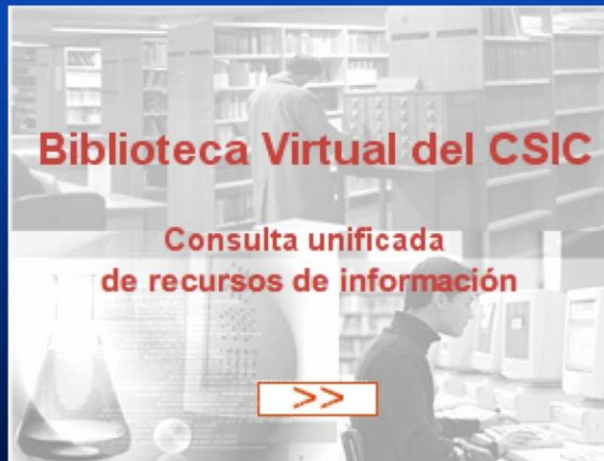 Biblioteca Virtual del CSIC
Consulta unificada
de recursos de información
>>